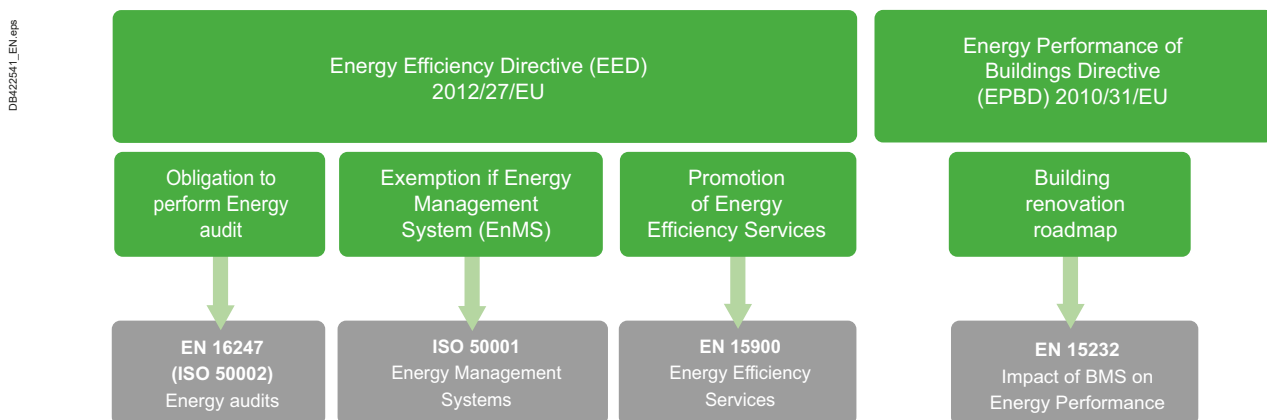 DB422541_EN.eps
Energy Efficiency Directive (EED)
2012/27/EU
Energy Performance of
Buildings Directive
(EPBD) 2010/31/EU
Obligation to
perform Energy
audit
Exemption if Energy
Management
System (EnMS)
Promotion
of Energy
Efficiency Services
Building
renovation
roadmap
EN 16247
(ISO 50002)
Energy audits
ISO 50001
Energy Management
Systems
EN 15900
Energy Efficiency
Services
EN 15232
Impact of BMS on
Energy Performance